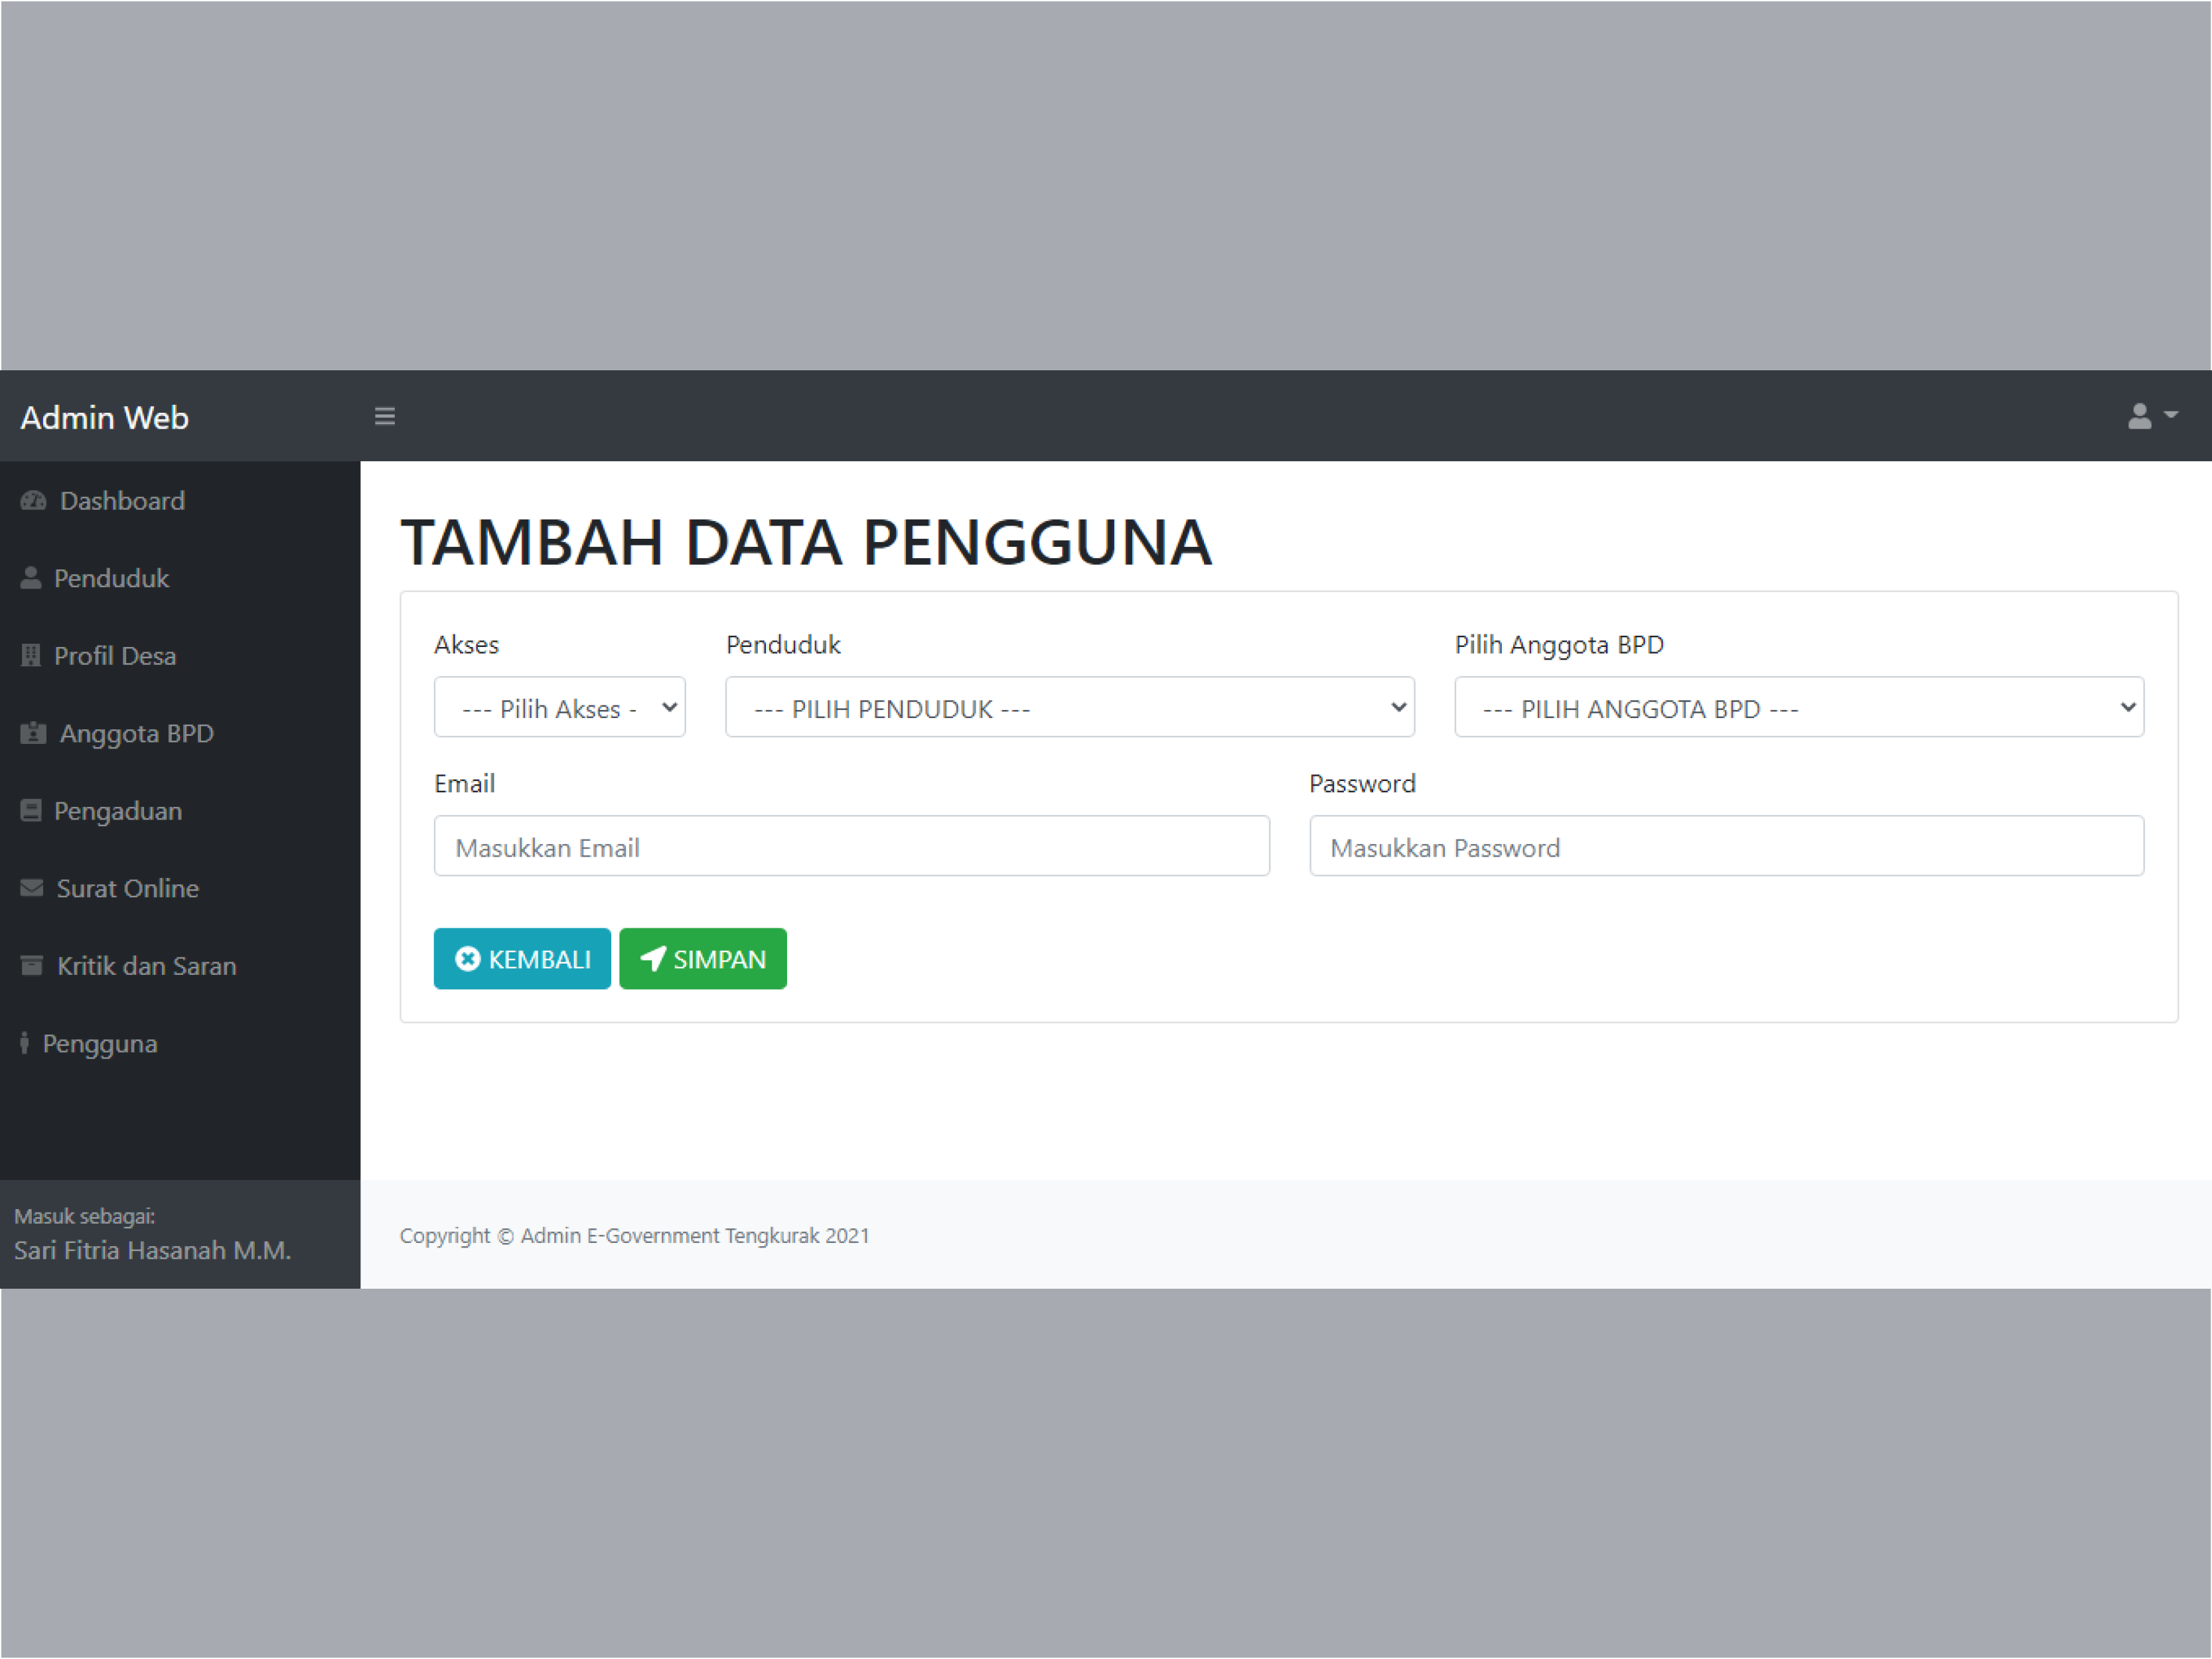 Admin Web
Dashboard
Penduduk
Profil Desa
Anggota BPD
Pengaduan
Surat Online
Kritik dan Saran
Pengguna
Masuk sebagai:
Sari Fitria Hasanah M.M.
TAMBAH DATA PENGGUNA
Akses Penduduk Pilih Anggota BPD
--- Pilih Akses - --- PILIH PENDUDUK --- --- PILIH ANGGOTA BPD ---
Email Password
Masukkan Email Masukkan Password
KEMBALI SIMPAN
Copyright © Admin E-Government Tengkurak 2021